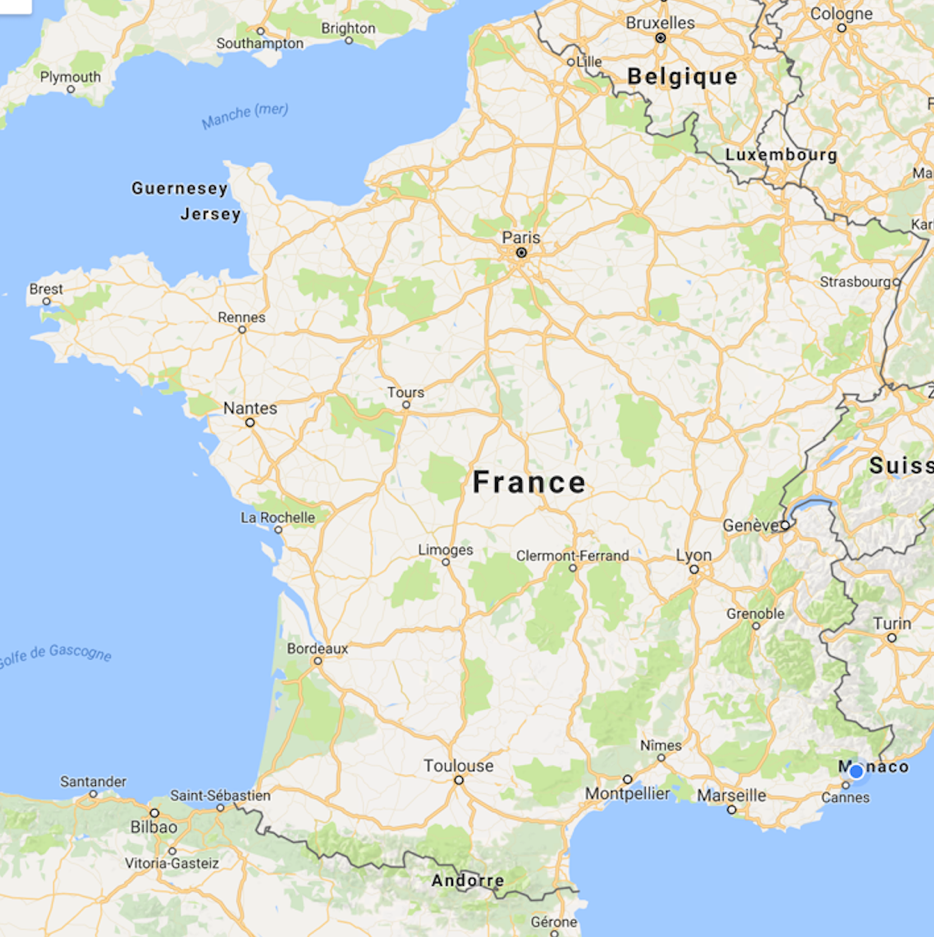 Bruxelles
Cologne
Brighton
Southampton
Lille
Belgique
Plymouth
Manche (mer)
Luxembourg
Guernesey
Jersey
Paris
Strasbourg
Brest
Rennes
Tours
Nantes
Suiss
France
La Rochelle
Genève
Limoges
Clermont-Ferrand
Lyon
Grenoble
Turin
Bordeaux
Golfe de Gascogne
Nîmes
Toulouse
Monaco
Santander
Saint-Sébastien
Montpellier
Marseille
Cannes
Bilbao
Vitoria-Gasteiz
Andorre
Gérone